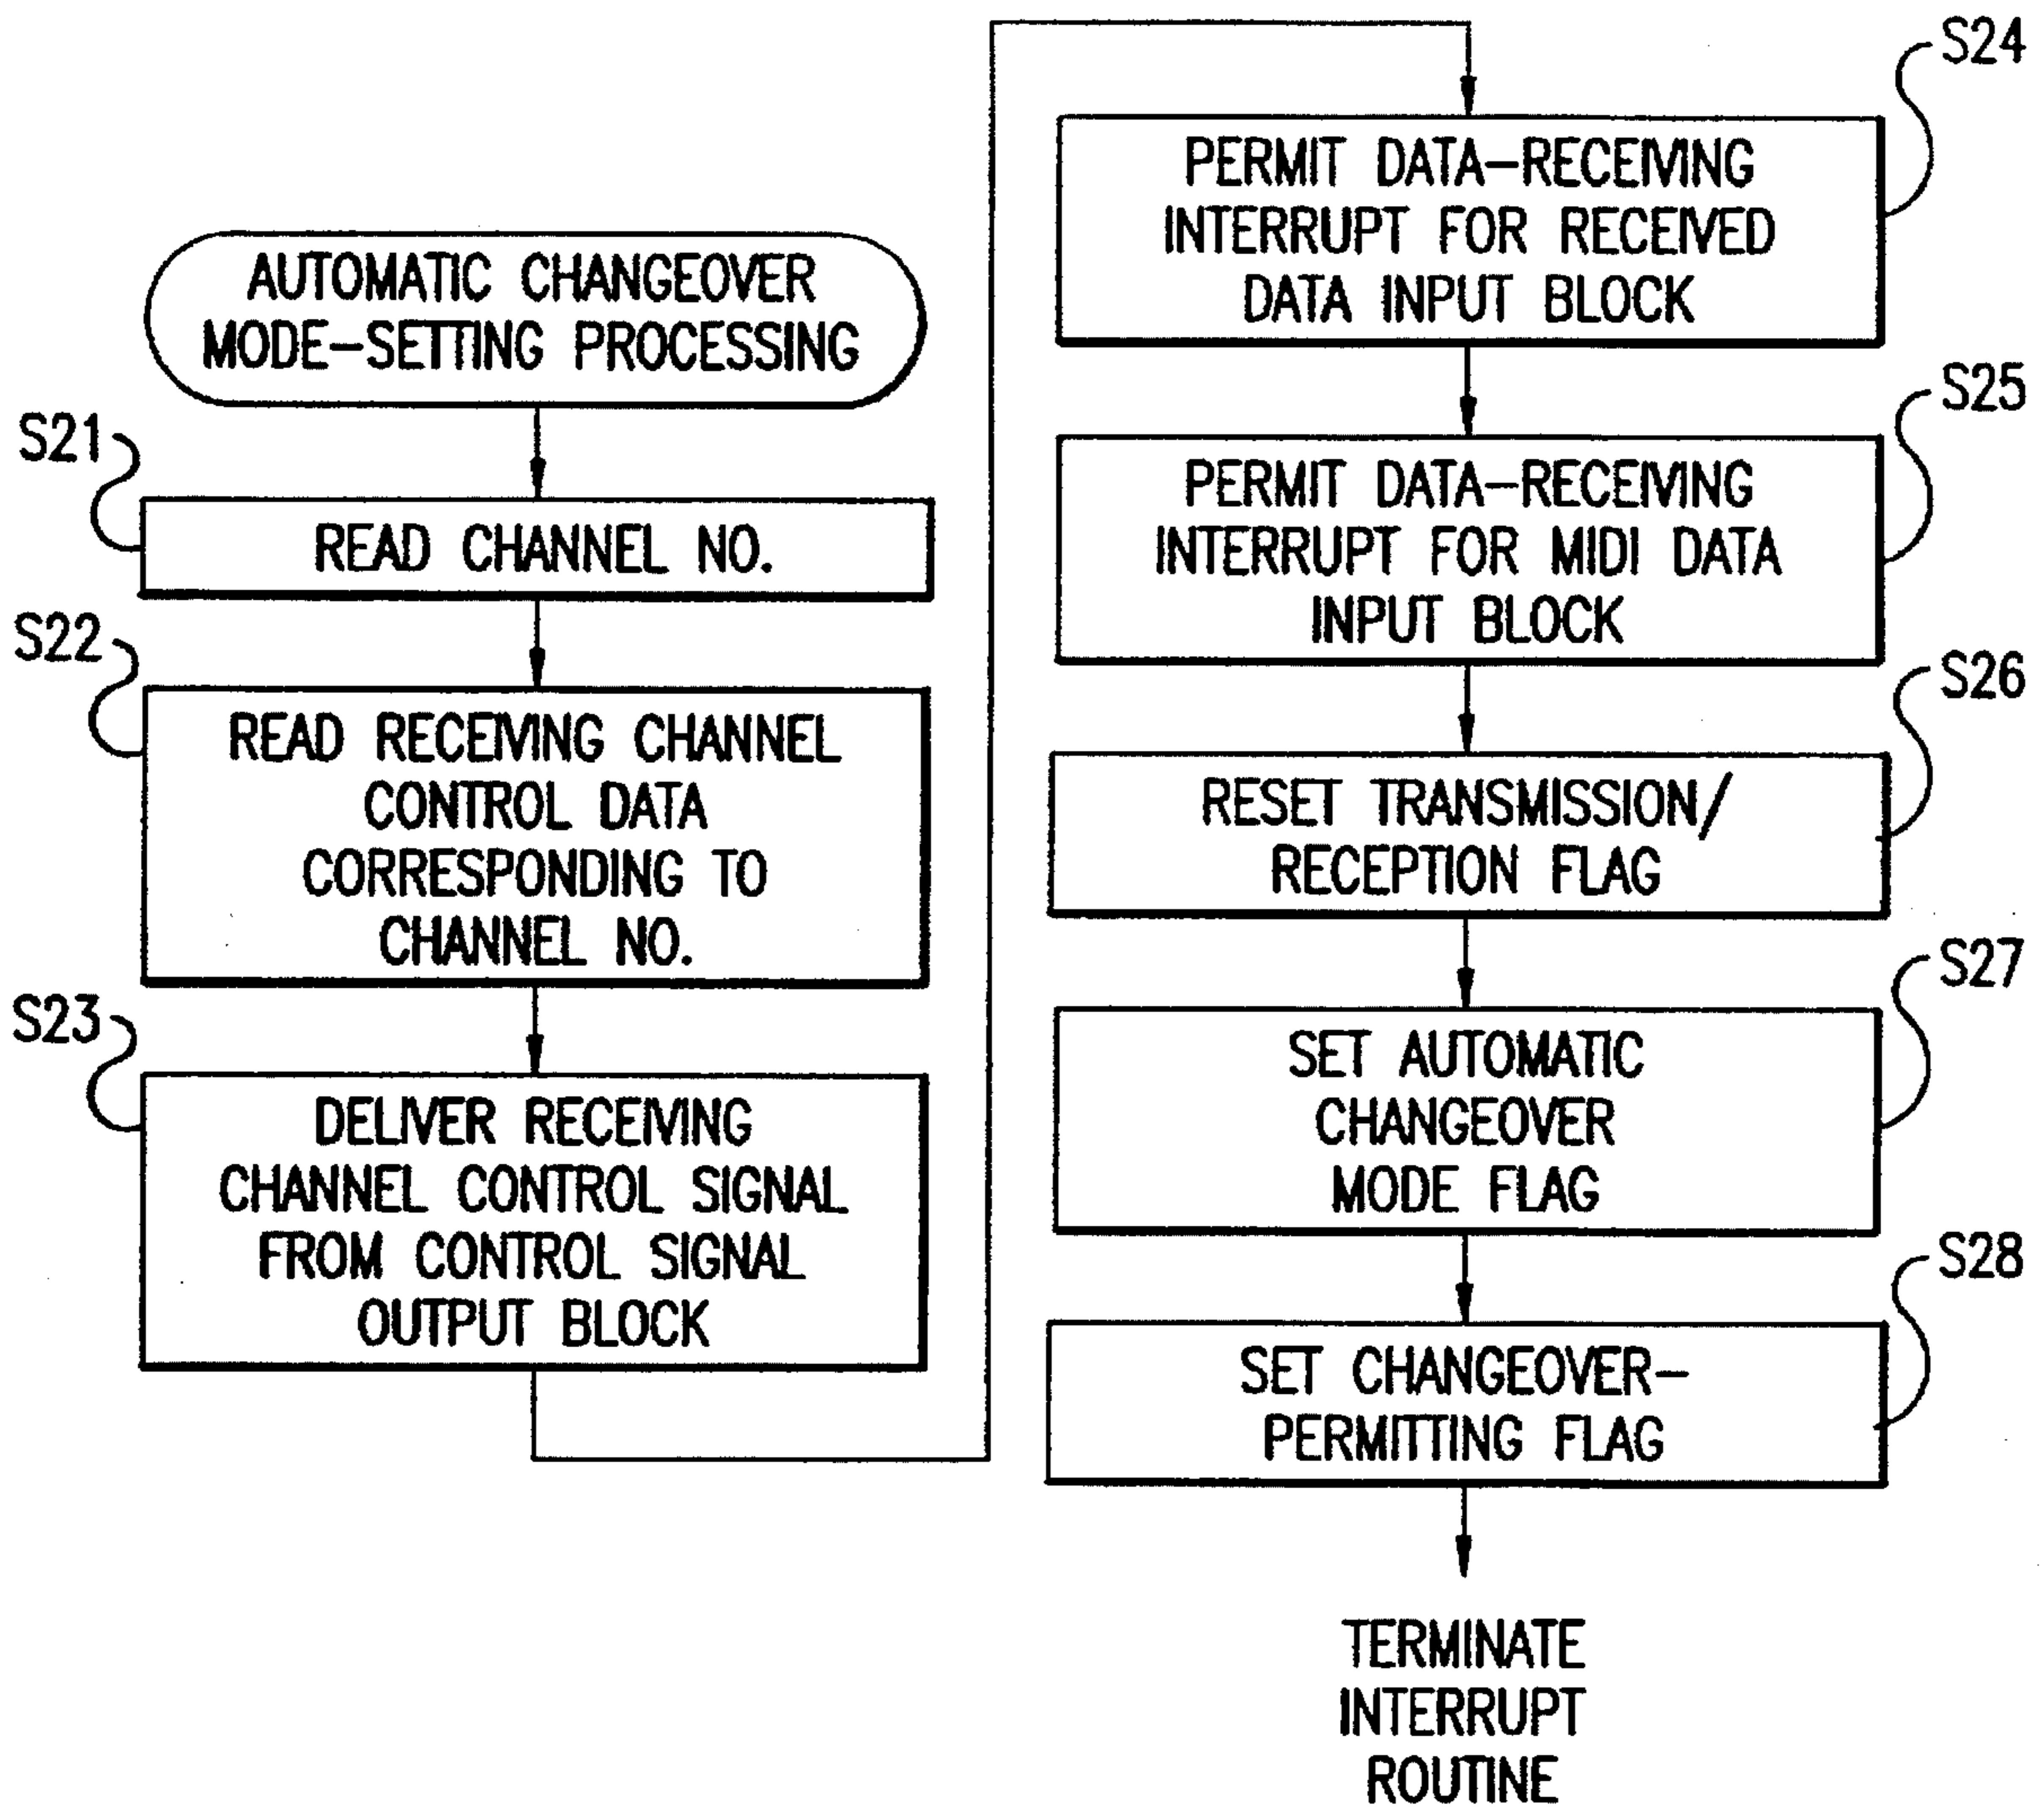 AUTOMATIC CHANGEOVER
MODE-SETTING PROCESSING
S21
READ CHANNEL NO.
S22
READ RECEIVING CHANNEL
CONTROL DATA
CORRESPONDING TO
CHANNEL NO.
S23
DELIVER RECEIVING
CHANNEL CONTROL SIGNAL
FROM CONTROL SIGNAL
OUTPUT BLOCK
S24
PERMIT DATA-RECEIVING
INTERRUPT FOR RECEIVED
DATA INPUT BLOCK
S25
PERMIT DATA-RECEIVING
INTERRUPT FOR MIDI DATA
INPUT BLOCK
S26
RESET TRANSMISSION/
RECEPTION FLAG
S27
SET AUTOMATIC
CHANGEOVER
MODE FLAG
S28
SET CHANGEOVER-
PERMITTING FLAG
TERMINATE
INTERRUPT
ROUTINE